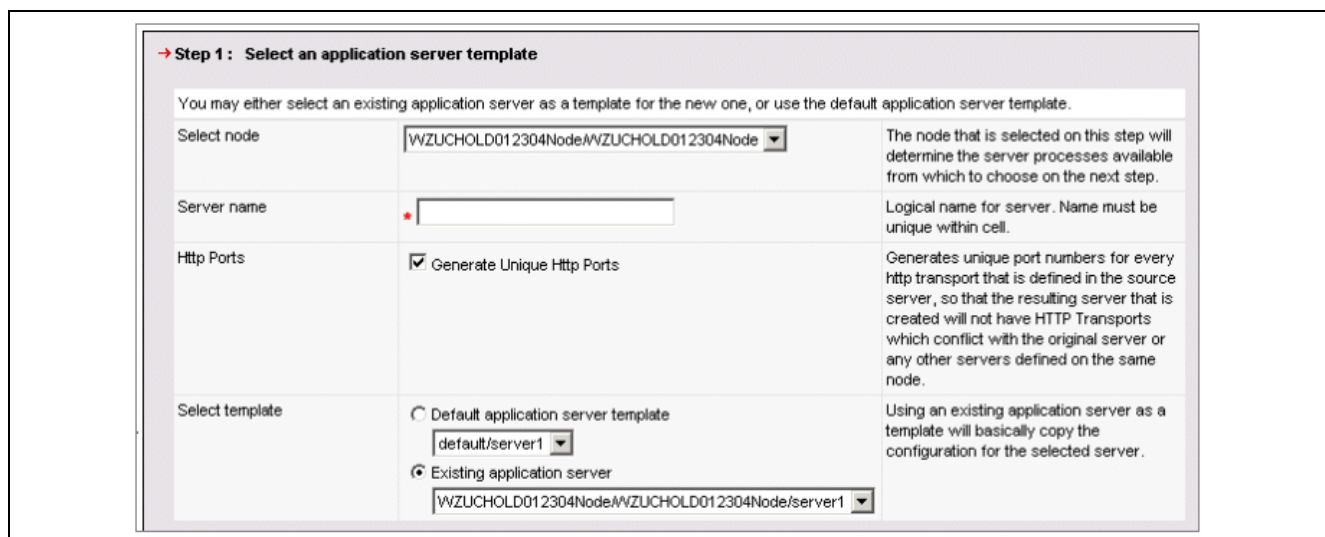 → Step 1 : Select an application server template
You may either select an existing application server as a template for the new one, or use the default application server template.
Select node
WZUCHOLD012304Node/WZUCHOLD012304Node
The node that is selected on this step will
determine the server processes available
from which to choose on the next step.
Server name
*
Logical name for server. Name must be
unique within cell.
Http Ports
Generate Unique Http Ports
Generates unique port numbers for every
http transport that is defined in the source
server, so that the resulting server that is
created will not have HTTP Transports
which conflict with the original server or
any other servers defined on the same
node.
Select template
Default application server template
default/server1
Existing application server
WZUCHOLD012304Node/WZUCHOLD012304Node/server1
Using an existing application server as a
template will basically copy the
configuration for the selected server.